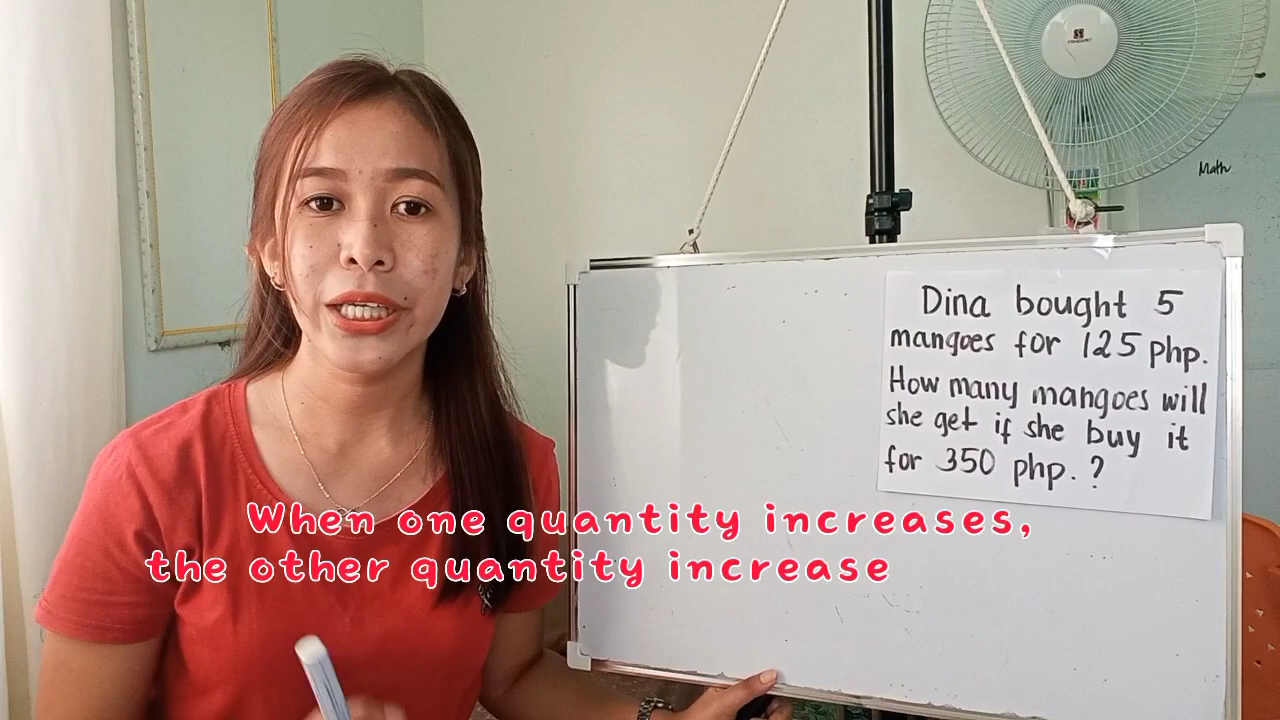 Math
Dina bought 5
mangoes for 125 php.
How many mangoes will
she get if she buy it
for 350 php. ?
When one quantity increases,
the other quantity increase